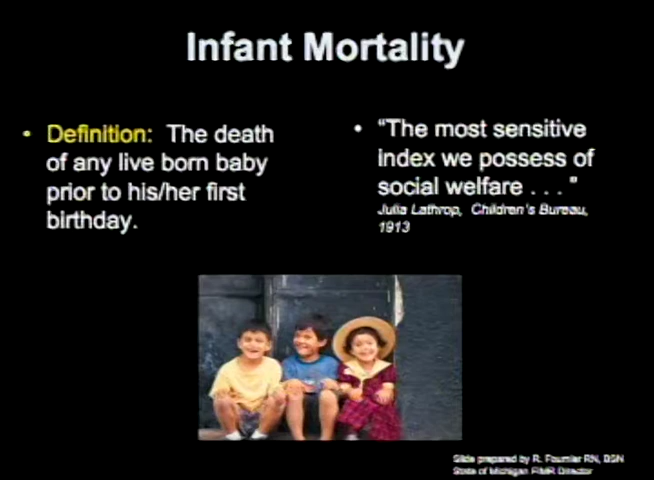 Infant Mortality
• Definition: The death
of any live born baby
prior to his/her first
birthday.
• “The most sensitive
index we possess of
social welfare . . . ”
Julia Lathrop, Children's Bureau,
1913
Slide prepared by R. Fournier RN, BSN
State of Michigan FIMR Director